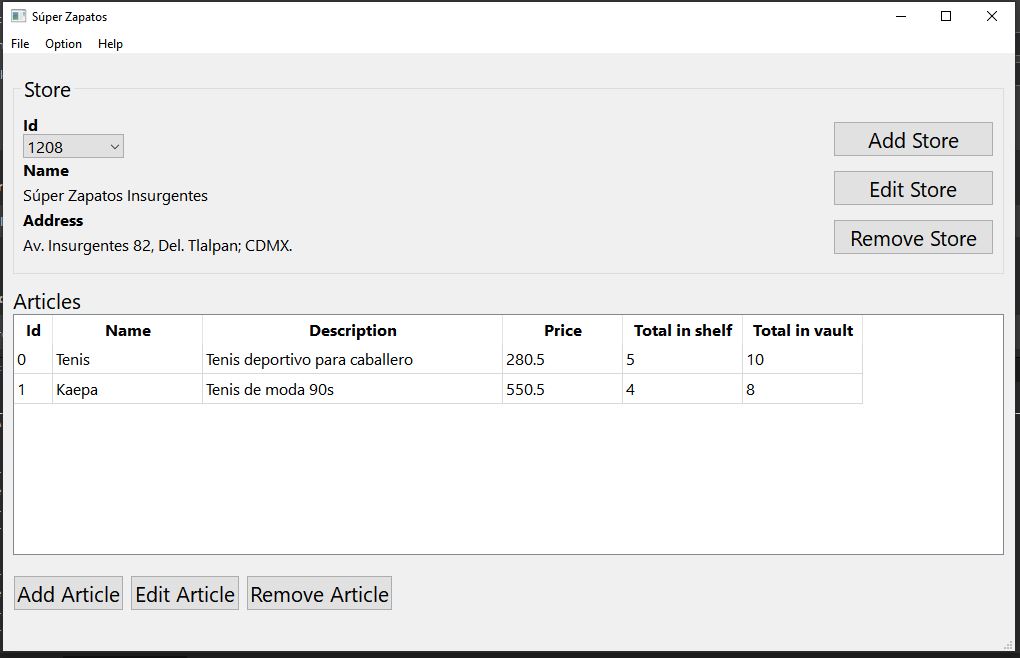 Súper Zapatos
File Option Help
Store
Id
1208
Name
Súper Zapatos Insurgentes
Address
Av. Insurgentes 82, Del. Tlalpan; CDMX.
Add Store
Edit Store
Remove Store
Articles
Id Name Description Price Total in shelf Total in vault
0 Tenis Tenis deportivo para caballero 280.5 5 10
1 Kaepa Tenis de moda 90s 550.5 4 8
Add Article Edit Article Remove Article